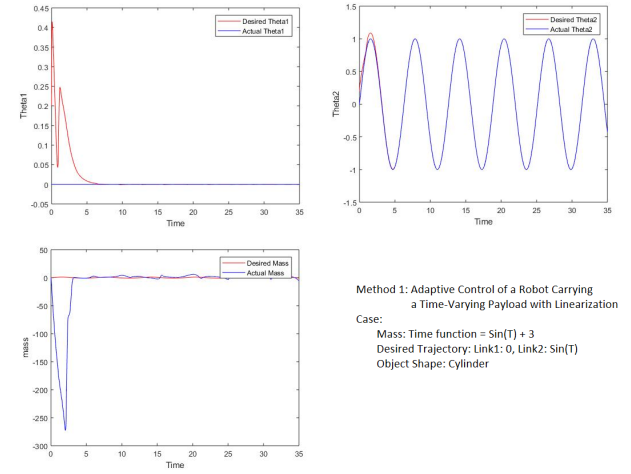 0.45
0.4
0.35
0.3
0.25
0.2
0.15
0.1
0.05
0
-0.05
Theta1
Desired Theta1
Actual Theta1
0 5 10 15 20 25 30 35
Time
1.5
1
0.5
0
-0.5
-1
-1.5
Theta2
Desired Theta2
Actual Theta2
0 5 10 15 20 25 30 35
Time
50
0
-50
-100
-150
-200
-250
-300
mass
Desired Mass
Actual Mass
0 5 10 15 20 25 30 35
Time
Method 1: Adaptive Control of a Robot Carrying
a Time-Varying Payload with Linearization
Case:
Mass: Time function = Sin(T) + 3
Desired Trajectory: Link1: 0, Link2: Sin(T)
Object Shape: Cylinder